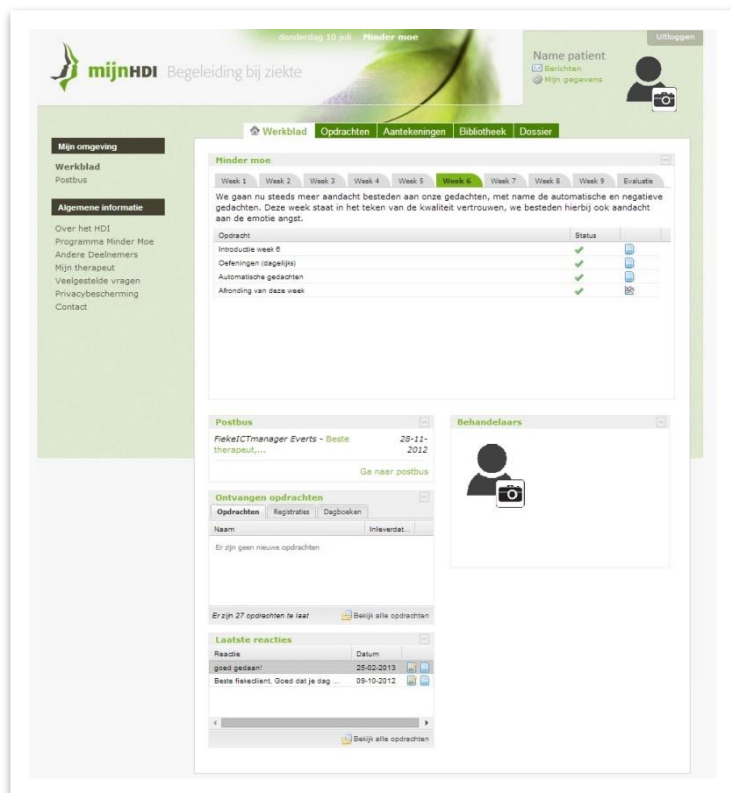 donderdag 10 juli Minder moe
Uitloggen
mijnHDI Begeleiding bij ziekte
Name patient
Berichten
Mijn gegevens
Werkblad Opdrachten Aantekeningen Bibliotheek Dossier
Mijn omgeving
Werkblad
Postbus
Algemene informatie
Over het HDI
Programma Minder Moe
Andere Deelnemers
Mijn therapeut
Veelgestelde vragen
Privacybescherming
Contact
Minder moe
Week 1 Week 2 Week 3 Week 4 Week 5 Week 6 Week 7 Week 8 Week 9 Evaluatie
We gaan nu steeds meer aandacht besteden aan onze gedachten, met name de automatische en negatieve
gedachten. Deze week staat in het teken van de kwaliteit vertrouwen, we besteden hierbij ook aandacht
aan de emotie angst.
Opdracht Status
Introductie week 6
Oefeningen (dagelijks)
Automatische gedachten
Afronding van deze week
Postbus
FiekeICTmanager Everts - Beste 28-11-
therapeut,... 2012
Ga naar postbus
Behandelaars
Ontvangen opdrachten
Opdrachten Registraties Dagboeken
Naam Inleverdat...
Er zijn geen nieuwe opdrachten
Er zijn 27 opdrachten te laat Bekijk alle opdrachten
Laatste reacties
Reactie Datum
goed gedaan! 25-02-2013
Beste fiekeclient, Goed dat je dag ... 09-10-2012
Bekijk alle opdrachten